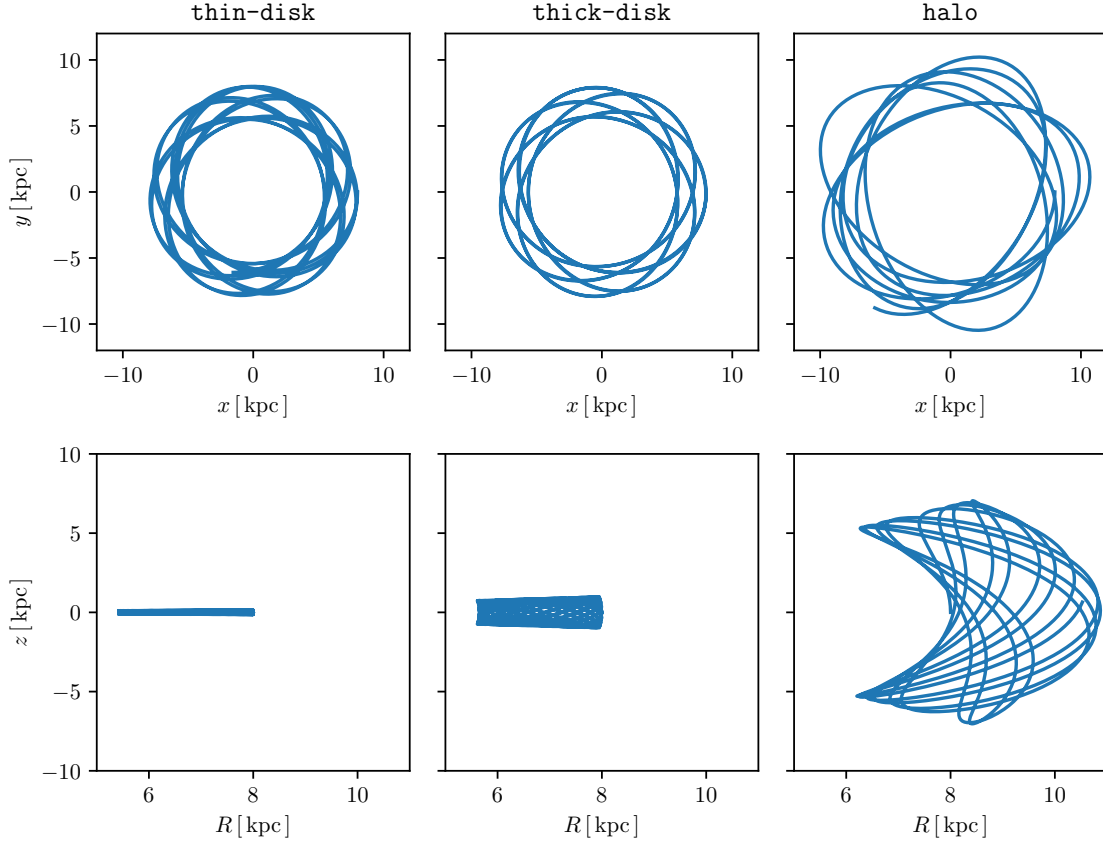 thin-disk thick-disk halo
10
5
0
−5
−10
y [ kpc ]
−10 0 10 −10 0 10 −10 0 10
x [ kpc ] x [ kpc ] x [ kpc ]
10
5
0
−5
−10
z [ kpc ]
6 8 10 6 8 10 6 8 10
R [ kpc ] R [ kpc ] R [ kpc ]